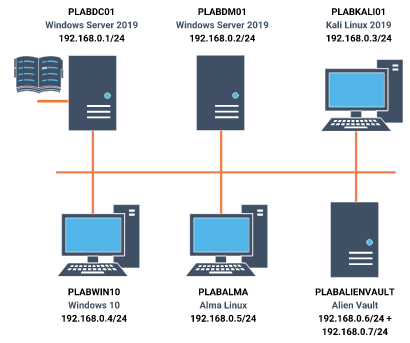 PLABDC01
Windows Server 2019
192.168.0.1/24
PLABDM01
Windows Server 2019
192.168.0.2/24
PLABKALI01
Kali Linux 2019
192.168.0.3/24
PLABWIN10
Windows 10
192.168.0.4/24
PLABALMA
Alma Linux
192.168.0.5/24
PLABALIENVAULT
Alien Vault
192.168.0.6/24 +
192.168.0.7/24